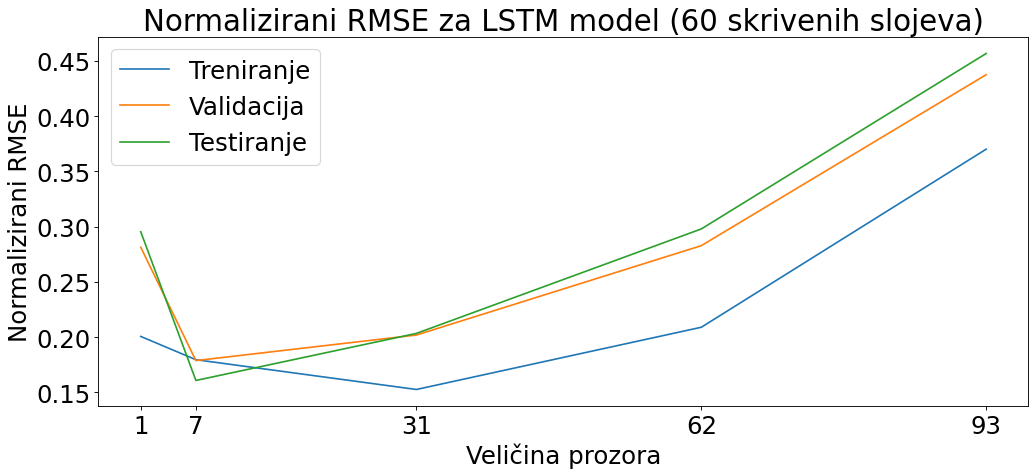 Normalizirani RMSE za LSTM model (60 skrivenih slojeva)
Normalizirani RMSE
0.45
0.40
0.35
0.30
0.25
0.20
0.15
Treniranje
Validacija
Testiranje
1 7 31 62 93
Veličina prozora